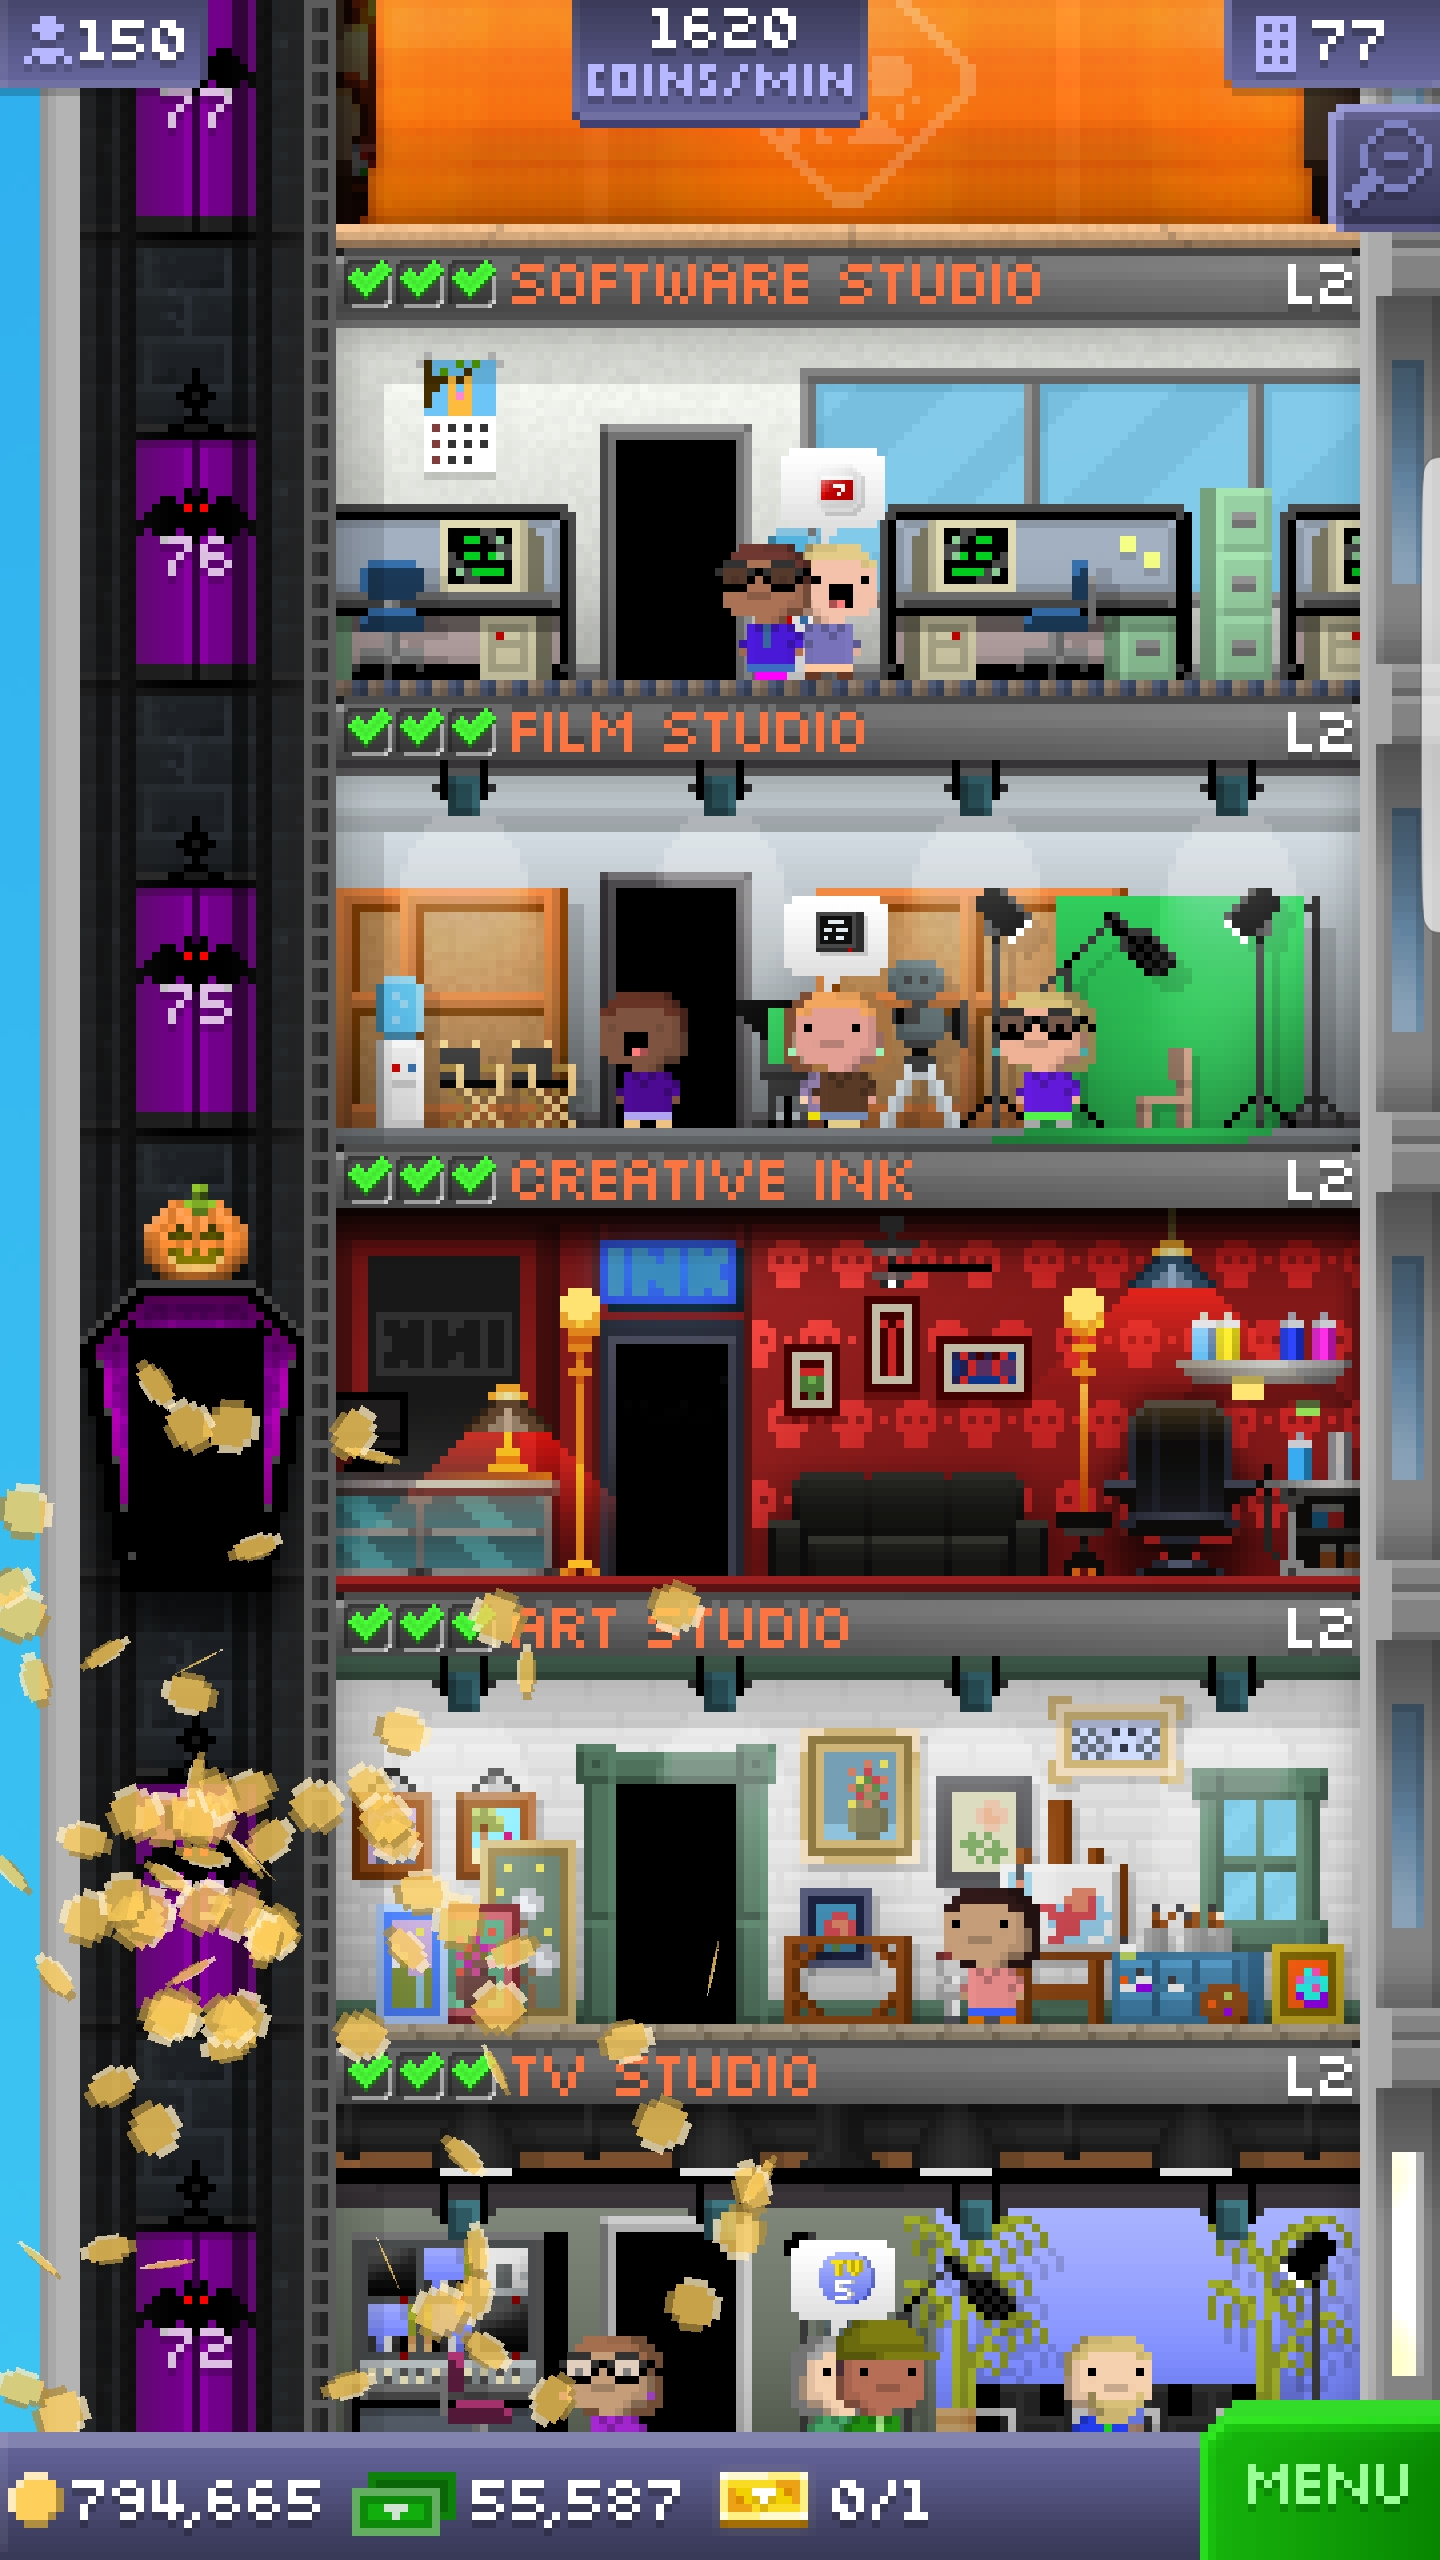 150
1620
COINS/MIN
77
77
SOFTWARE STUDIO L2
?
76
FILM STUDIO L2
75
CREATIVE INK L2
INK
INK
ART STUDIO L2
TV STUDIO L2
TV
5
72
794,665 55,587 0/1
MENU